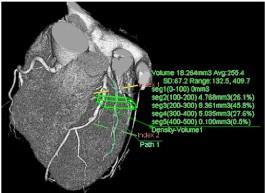 Volume 18.264mm3 Avg:255.4
SD:67.2 Range: 132.5, 409.7
seg1(0-100) 0mm3
seg2(100-200) 4.768mm3(26.1%)
seg3(200-300) 8.361mm3(45.8%)
seg4(300-400) 5.035mm3(27.6%)
seg5(400-500) 0.100mm3(0.5%)
Density-Volume1
Index 2
Path 1